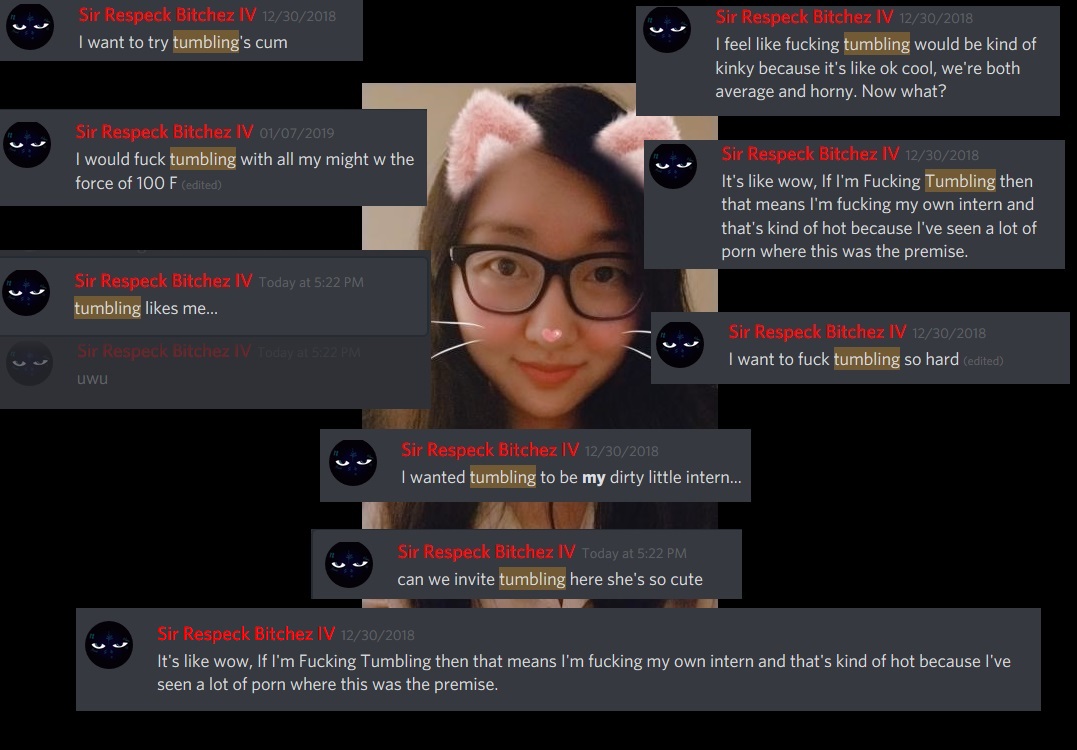 Sir Respeck Bitchez IV 12/30/2018
I want to try tumbling's cum
Sir Respeck Bitchez IV 12/30/2018
I feel like fucking tumbling would be kind of
kinky because it's like ok cool, we're both
average and horny. Now what?
Sir Respeck Bitchez IV 01/07/2019
I would fuck tumbling with all my might w the
force of 100 F (edited)
Sir Respeck Bitchez IV 12/30/2018
It's like wow, If I'm Fucking Tumbling then
that means I'm fucking my own intern and
that's kind of hot because I've seen a lot of
porn where this was the premise.
Sir Respeck Bitchez IV Today at 5:22 PM
tumbling likes me...
Sir Respeck Bitchez IV Today at 5:22 PM
uwu
Sir Respeck Bitchez IV 12/30/2018
I want to fuck tumbling so hard (edited)
Sir Respeck Bitchez IV 12/30/2018
I wanted tumbling to be my dirty little intern...
Sir Respeck Bitchez IV Today at 5:22 PM
can we invite tumbling here she's so cute
Sir Respeck Bitchez IV 12/30/2018
It's like wow, If I'm Fucking Tumbling then that means I'm fucking my own intern and that's kind of hot because I've
seen a lot of porn where this was the premise.